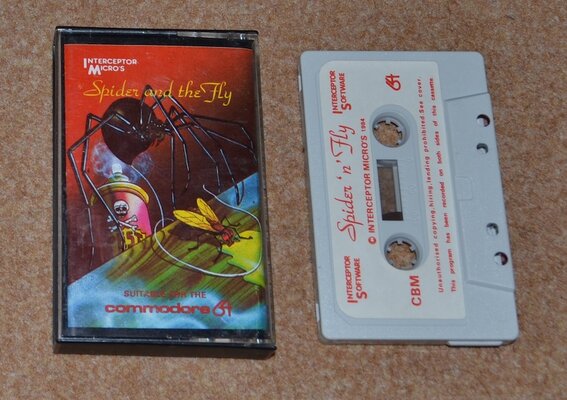 INTERCEPTOR
MICRO'S
Spider and the Fly
SUITABLE FOR THE
commodore 64
INTERCEPTOR
SOFTWARE
INTERCEPTOR
SOFTWARE
64
Spider 'n' Fly
© INTERCEPTOR MICRO'S 1984
CBM
Unauthorised copying,hiring,lending prohibited.See cover.
This program has been recorded on both sides of this cassette